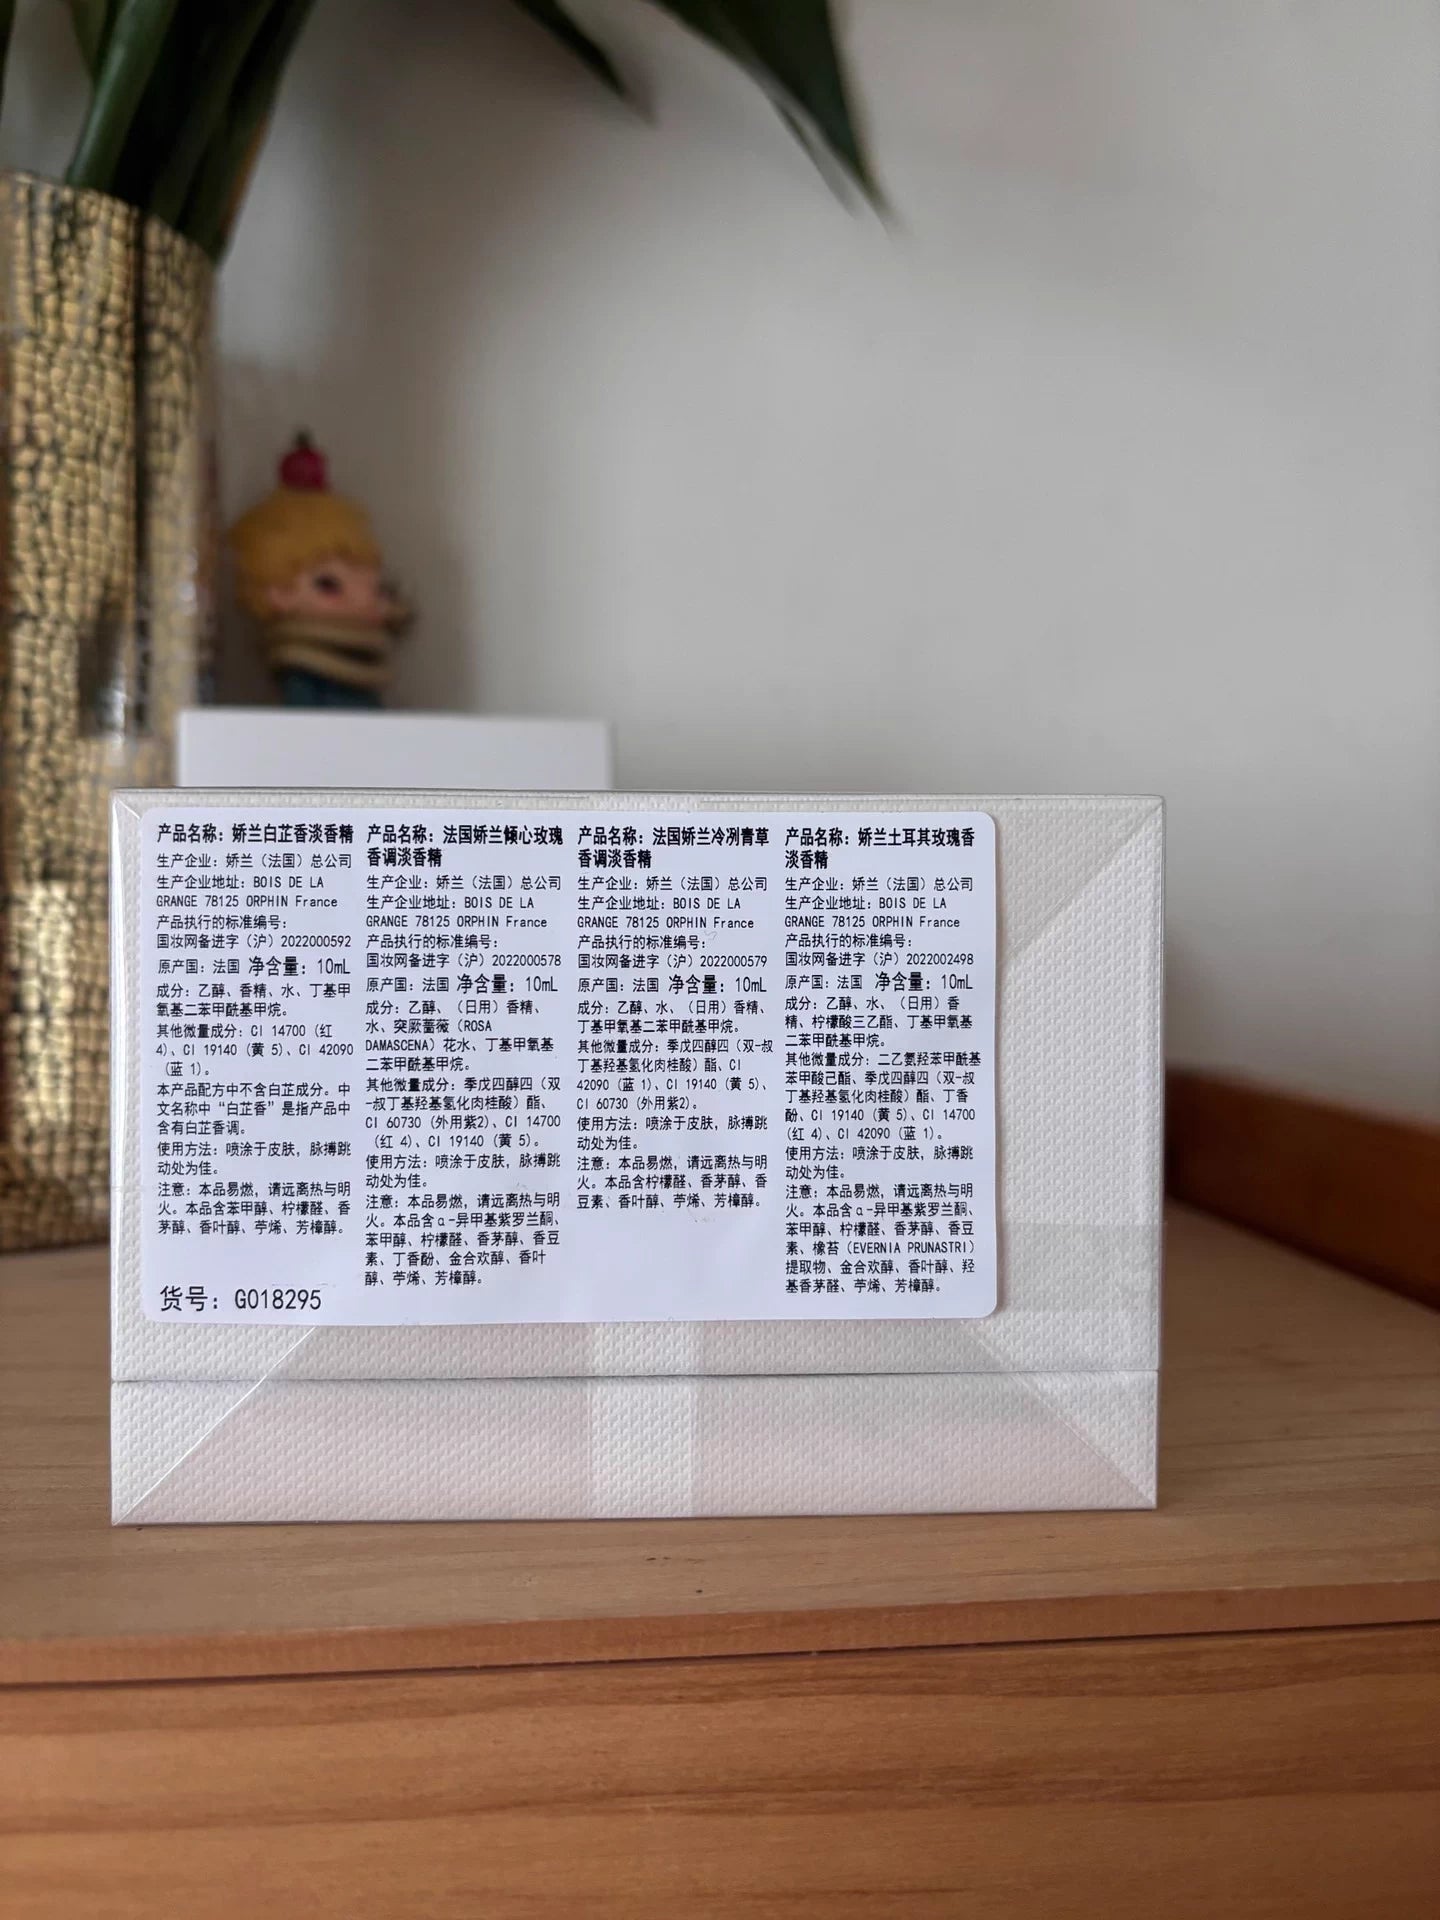 产品名称：娇兰白芷香淡香精
生产企业：娇兰（法国）总公司
生产企业地址：BOIS DE LA
GRANGE 78125 ORPHIN France
产品执行的标准编号：
国妆网备进字（沪）2022000592
原产国：法国 净含量：10mL
成分：乙醇、香精、水、丁基甲
氧基二苯甲酰基甲烷。
其他微量成分：CI 14700（红
4）、CI 19140（黄 5）、CI 42090
（蓝 1）。
本产品配方中不含白芷成分。中
文名称中“白芷香”是指产品中
含有白芷香调。
使用方法：喷涂于皮肤，脉搏跳
动处为佳。
注意：本品易燃，请远离热与明
火。本品含苯甲醇、柠檬醛、香
茅醇、香叶醇、苧烯、芳樟醇。
货号：G018295
产品名称：法国娇兰倾心玫瑰
香调淡香精
生产企业：娇兰（法国）总公司
生产企业地址：BOIS DE LA
GRANGE 78125 ORPHIN France
产品执行的标准编号：
国妆网备进字（沪）2022000578
原产国：法国 净含量：10mL
成分：乙醇、（日用）香精、
水、突厥蔷薇（ROSA
DAMASCENA）花水、丁基甲氧基
二苯甲酰基甲烷。
其他微量成分：季戊四醇四（双
-叔丁基羟基氢化肉桂酸）酯、
CI 60730（外用紫2）、CI 14700
（红 4）、CI 19140（黄 5）。
使用方法：喷涂于皮肤，脉搏跳
动处为佳。
注意：本品易燃，请远离热与明
火。本品含α-异甲基紫罗兰酮、
苯甲醇、柠檬醛、香茅醇、香豆
素、丁香酚、金合欢醇、香叶
醇、苧烯、芳樟醇。
产品名称：法国娇兰冷冽青草
香调淡香精
生产企业：娇兰（法国）总公司
生产企业地址：BOIS DE LA
GRANGE 78125 ORPHIN France
产品执行的标准编号：
国妆网备进字（沪）2022000579
原产国：法国 净含量：10mL
成分：乙醇、水、（日用）香精、
丁基甲氧基二苯甲酰基甲烷。
其他微量成分：季戊四醇四（双-叔
丁基羟基氢化肉桂酸）酯、CI
42090（蓝 1）、CI 19140（黄 5）、
CI 60730（外用紫2）。
使用方法：喷涂于皮肤，脉搏跳
动处为佳。
注意：本品易燃，请远离热与明
火。本品含柠檬醛、香茅醇、香
豆素、香叶醇、苧烯、芳樟醇。
产品名称：娇兰土耳其玫瑰香
淡香精
生产企业：娇兰（法国）总公司
生产企业地址：BOIS DE LA
GRANGE 78125 ORPHIN France
产品执行的标准编号：
国妆网备进字（沪）2022002498
原产国：法国 净含量：10mL
成分：乙醇、水、（日用）香
精、柠檬酸三乙酯、丁基甲氧基
二苯甲酰基甲烷。
其他微量成分：二乙氨羟苯甲酰基
苯甲酸己酯、季戊四醇四（双-叔
丁基羟基氢化肉桂酸）酯、丁香
酚、CI 19140（黄 5）、CI 14700
（红 4）、CI 42090（蓝 1）。
使用方法：喷涂于皮肤，脉搏跳
动处为佳。
注意：本品易燃，请远离热与明
火。本品含α-异甲基紫罗兰酮、
苯甲醇、柠檬醛、香茅醇、香豆
素、橡苔（EVERNIA PRUNASTRI）
提取物、金合欢醇、香叶醇、羟
基香茅醛、苧烯、芳樟醇。